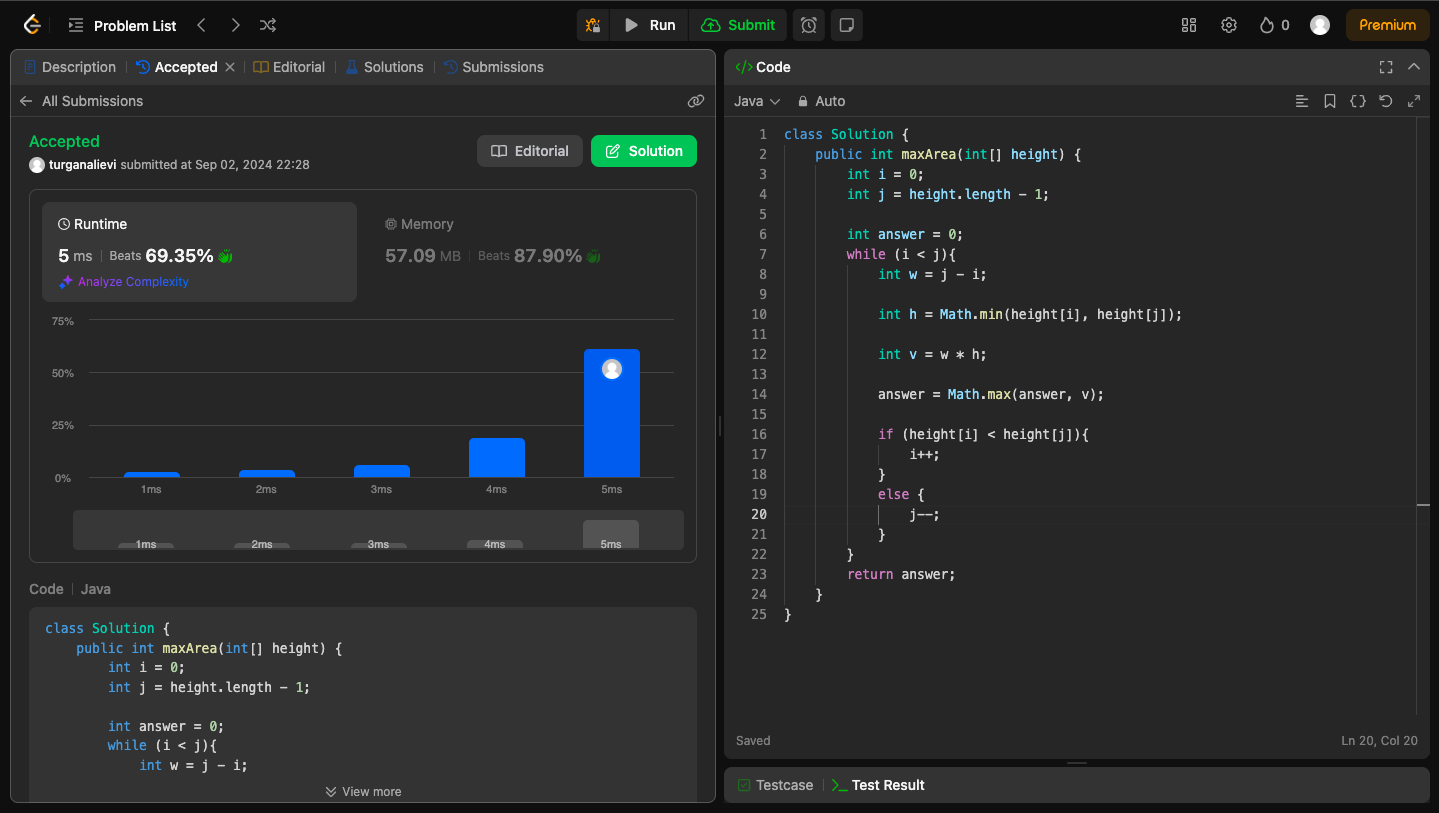 Problem List
Run
Submit
0
Premium
Description
Accepted
Editorial
Solutions
Submissions
All Submissions
Accepted
turganalievi submitted at Sep 02, 2024 22:28
Editorial
Solution
Runtime
5 ms
Beats 69.35%
Analyze Complexity
Memory
57.09 MB
Beats 87.90%
75%
50%
25%
0%
1ms 2ms 3ms 4ms 5ms
1ms 2ms 3ms 4ms 5ms
Code
Java
class Solution {
    public int maxArea(int[] height) {
        int i = 0;
        int j = height.length - 1;
        int answer = 0;
        while (i < j){
            int w = j - i;
View more
</> Code
Java
Auto
1 class Solution {
2     public int maxArea(int[] height) {
3         int i = 0;
4         int j = height.length - 1;
5
6         int answer = 0;
7         while (i < j){
8             int w = j - i;
9
10             int h = Math.min(height[i], height[j]);
11
12             int v = w * h;
13
14             answer = Math.max(answer, v);
15
16             if (height[i] < height[j]){
17                 i++;
18             }
19             else {
20                 j--;
21             }
22         }
23         return answer;
24     }
25 }
Saved
Ln 20, Col 20
Testcase
Test Result